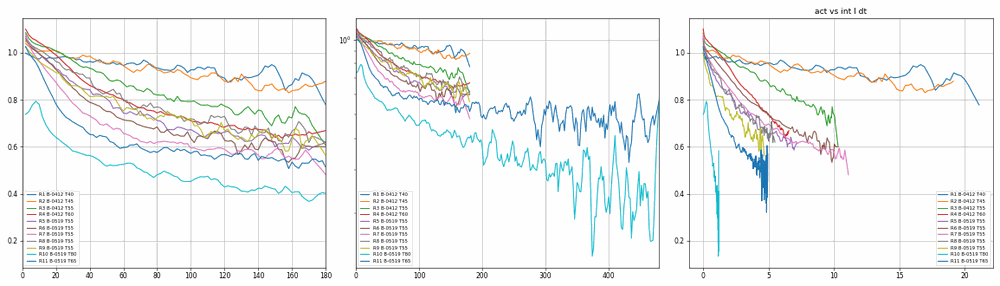 act vs int I dt
1.0
0.8
0.6
0.4
0.2
R1 B-0412 T40
R2 B-0412 T45
R3 B-0412 T55
R4 B-0412 T60
R5 B-0519 T55
R6 B-0519 T55
R7 B-0519 T55
R8 B-0519 T55
R9 B-0519 T55
R10 B-0519 T80
R11 B-0519 T65
0 20 40 60 80 100 120 140 160 180
10⁰
R1 B-0412 T40
R2 B-0412 T45
R3 B-0412 T55
R4 B-0412 T60
R5 B-0519 T55
R6 B-0519 T55
R7 B-0519 T55
R8 B-0519 T55
R9 B-0519 T55
R10 B-0519 T80
R11 B-0519 T65
0 100 200 300 400
1.0
0.8
0.6
0.4
0.2
R1 B-0412 T40
R2 B-0412 T45
R3 B-0412 T55
R4 B-0412 T60
R5 B-0519 T55
R6 B-0519 T55
R7 B-0519 T55
R8 B-0519 T55
R9 B-0519 T55
R10 B-0519 T80
R11 B-0519 T65
0 5 10 15 20